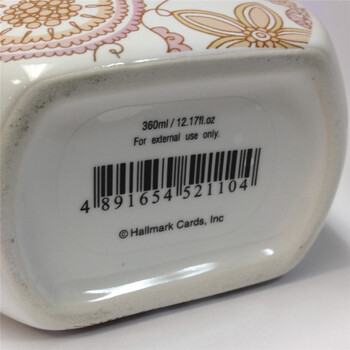 360ml / 12.17fl.oz
For external use only.
4 891654 521104
© Hallmark Cards, Inc